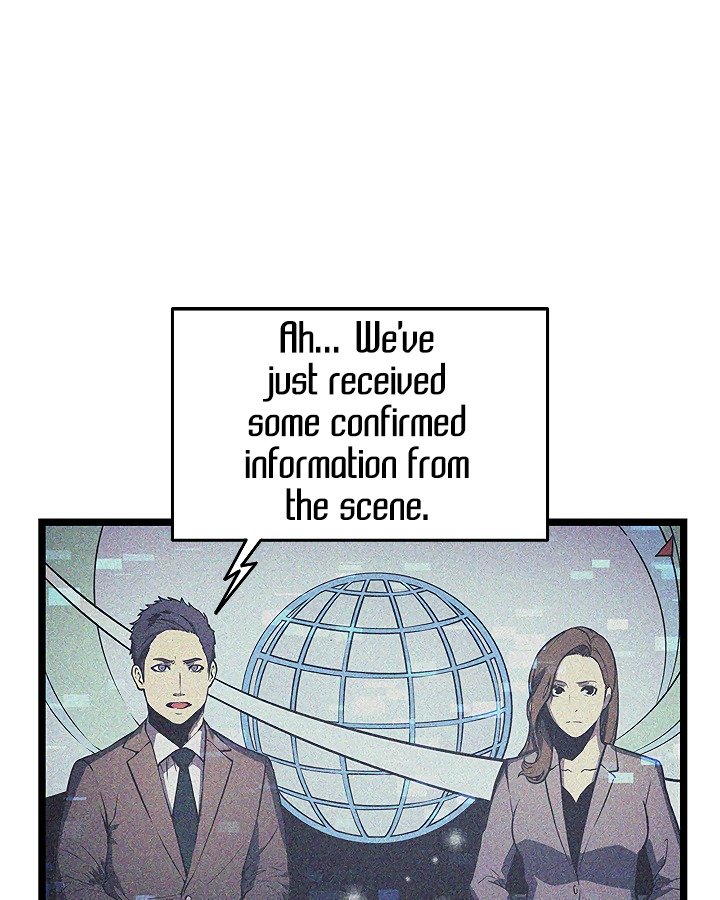 Ah... We've
just received
some confirmed
information from
the scene.